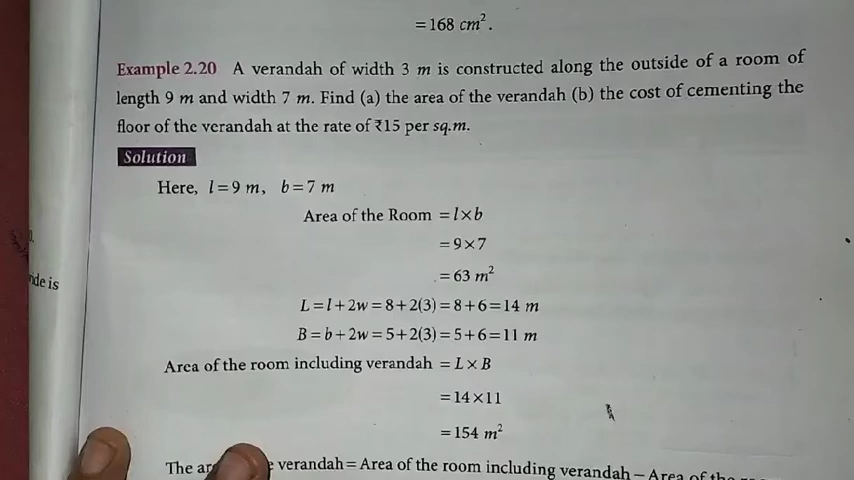 = 168 cm².
Example 2.20 A verandah of width 3 m is constructed along the outside of a room of
length 9 m and width 7 m. Find (a) the area of the verandah (b) the cost of cementing the
floor of the verandah at the rate of ₹15 per sq.m.
Solution
Here, l = 9 m, b = 7 m
Area of the Room = l × b
= 9 × 7
= 63 m²
L = l + 2w = 8 + 2(3) = 8 + 6 = 14 m
B = b + 2w = 5 + 2(3) = 5 + 6 = 11 m
Area of the room including verandah = L × B
= 14 × 11
= 154 m²
The verandah = Area of the room including verandah − Area of the
is